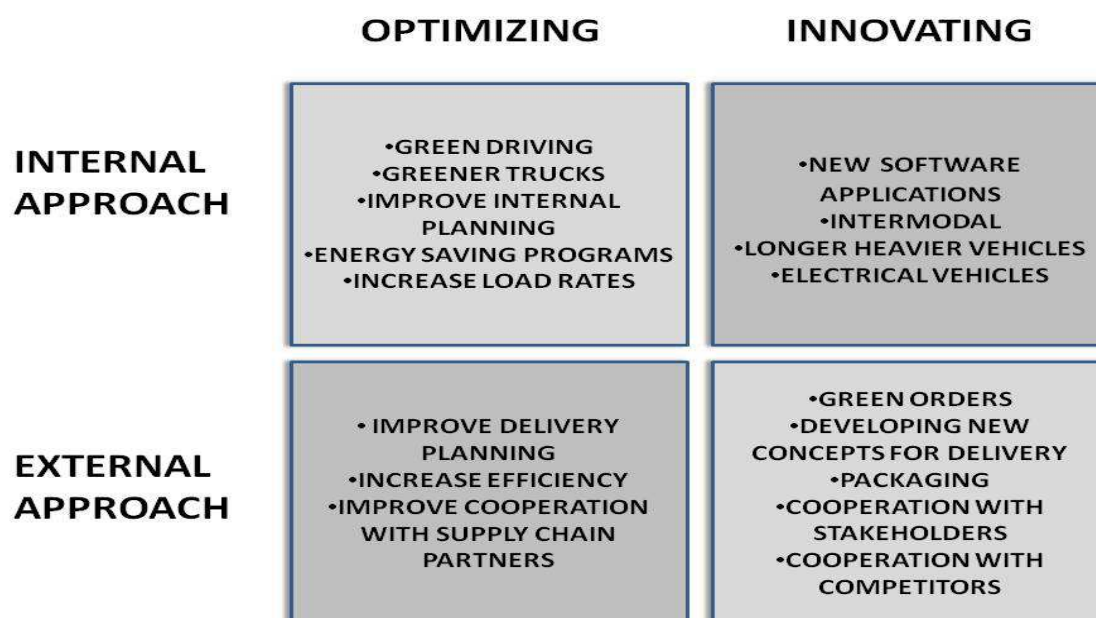 OPTIMIZING
INNOVATING
INTERNAL
APPROACH
•GREEN DRIVING
•GREENER TRUCKS
•IMPROVE INTERNAL
PLANNING
•ENERGY SAVING PROGRAMS
•INCREASE LOAD RATES
•NEW SOFTWARE
APPLICATIONS
•INTERMODAL
•LONGER HEAVIER VEHICLES
•ELECTRICAL VEHICLES
EXTERNAL
APPROACH
• IMPROVE DELIVERY
PLANNING
•INCREASE EFFICIENCY
•IMPROVE COOPERATION
WITH SUPPLY CHAIN
PARTNERS
•GREEN ORDERS
•DEVELOPING NEW
CONCEPTS FOR DELIVERY
•PACKAGING
•COOPERATION WITH
STAKEHOLDERS
•COOPERATION WITH
COMPETITORS